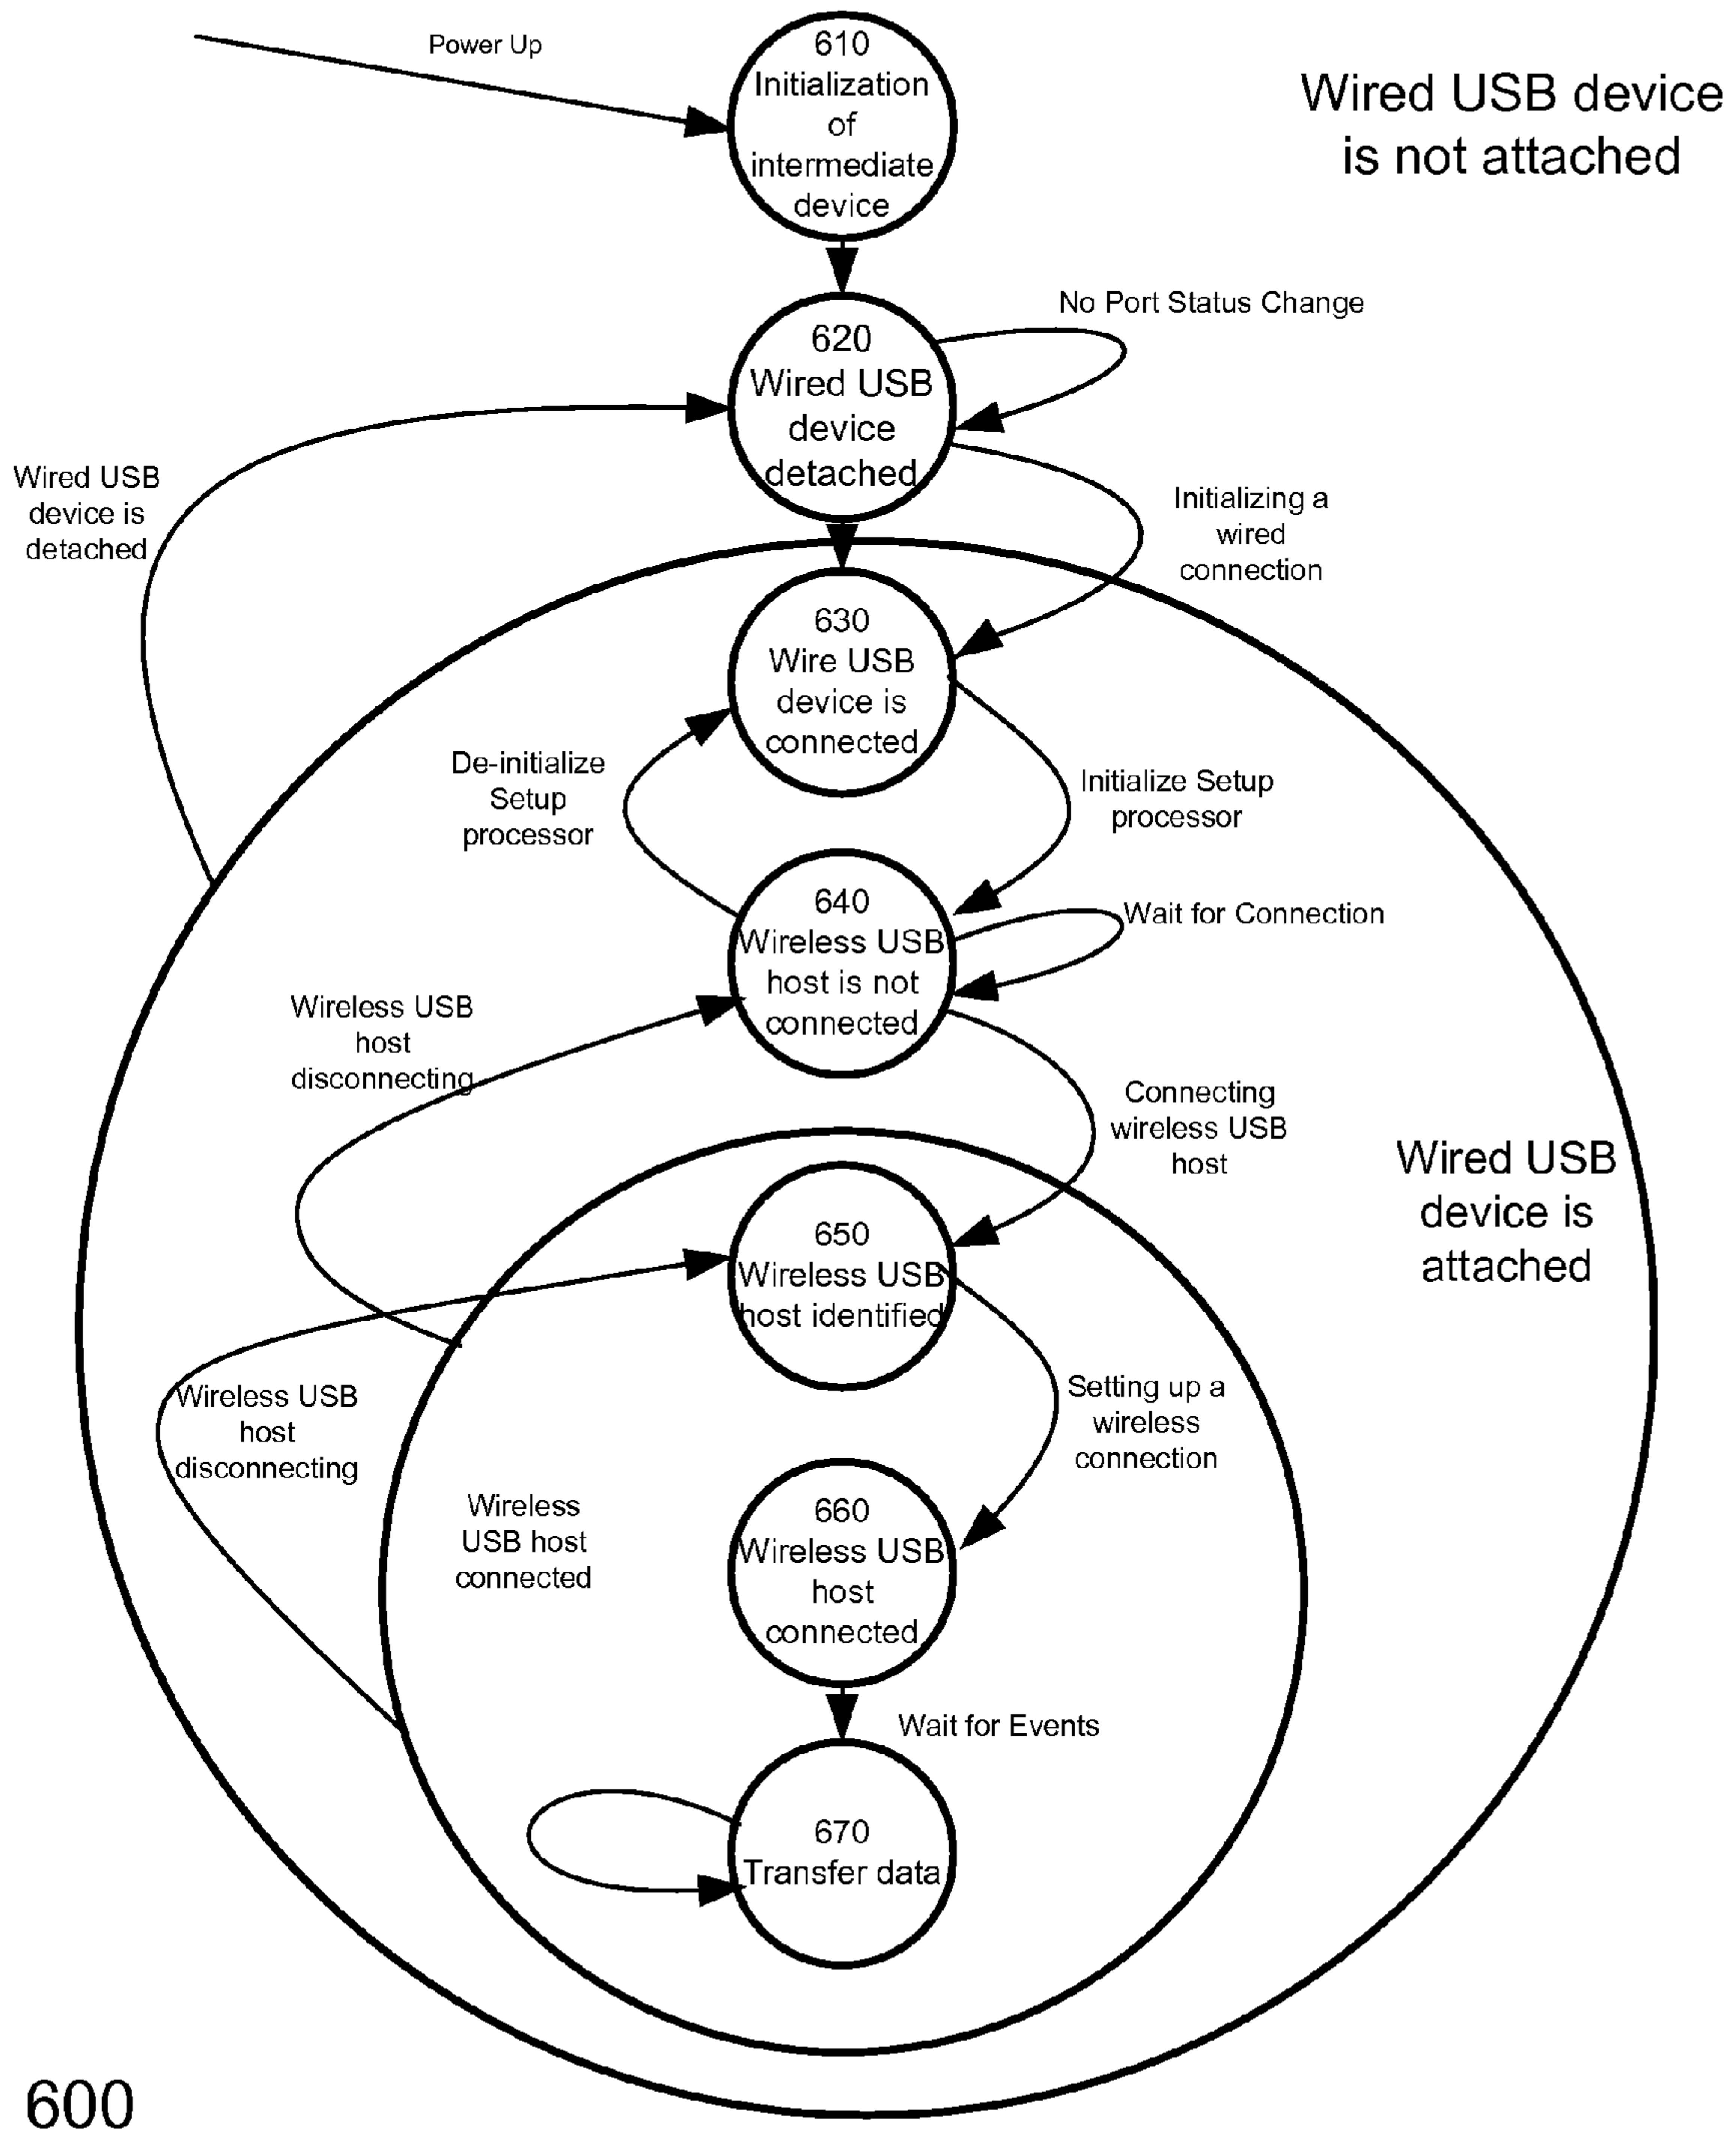 Power Up
610
Initialization
of
intermediate
device
Wired USB device
is not attached
No Port Status Change
620
Wired USB
device
detached
Wired USB
device is
detached
Initializing a
wired
connection
630
Wire USB
device is
connected
De-initialize
Setup
processor
Initialize Setup
processor
640
Wireless USB
host is not
connected
Wait for Connection
Wireless USB
host
disconnecting
Connecting
wireless USB
host
Wired USB
device is
attached
650
Wireless USB
host identified
Setting up a
wireless
connection
Wireless USB
host
disconnecting
Wireless
USB host
connected
660
Wireless USB
host
connected
Wait for Events
670
Transfer data
600